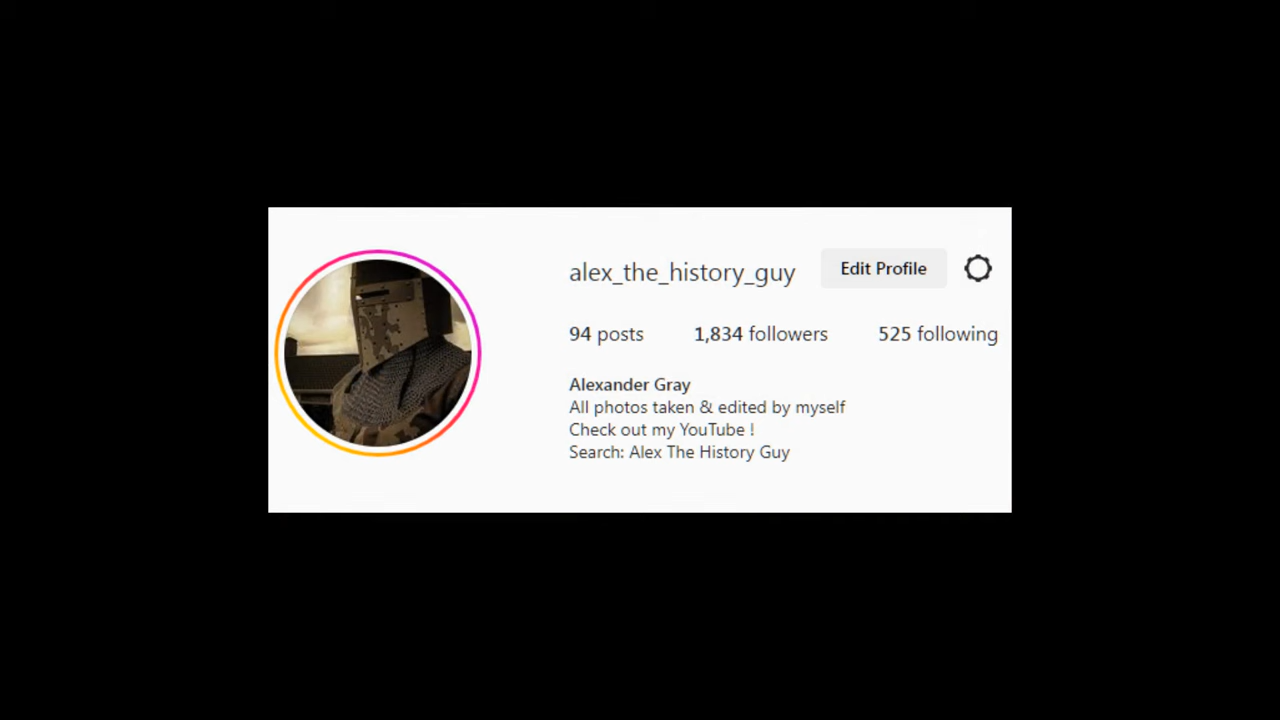 alex_the_history_guy Edit Profile
94 posts 1,834 followers 525 following
Alexander Gray
All photos taken & edited by myself
Check out my YouTube !
Search: Alex The History Guy